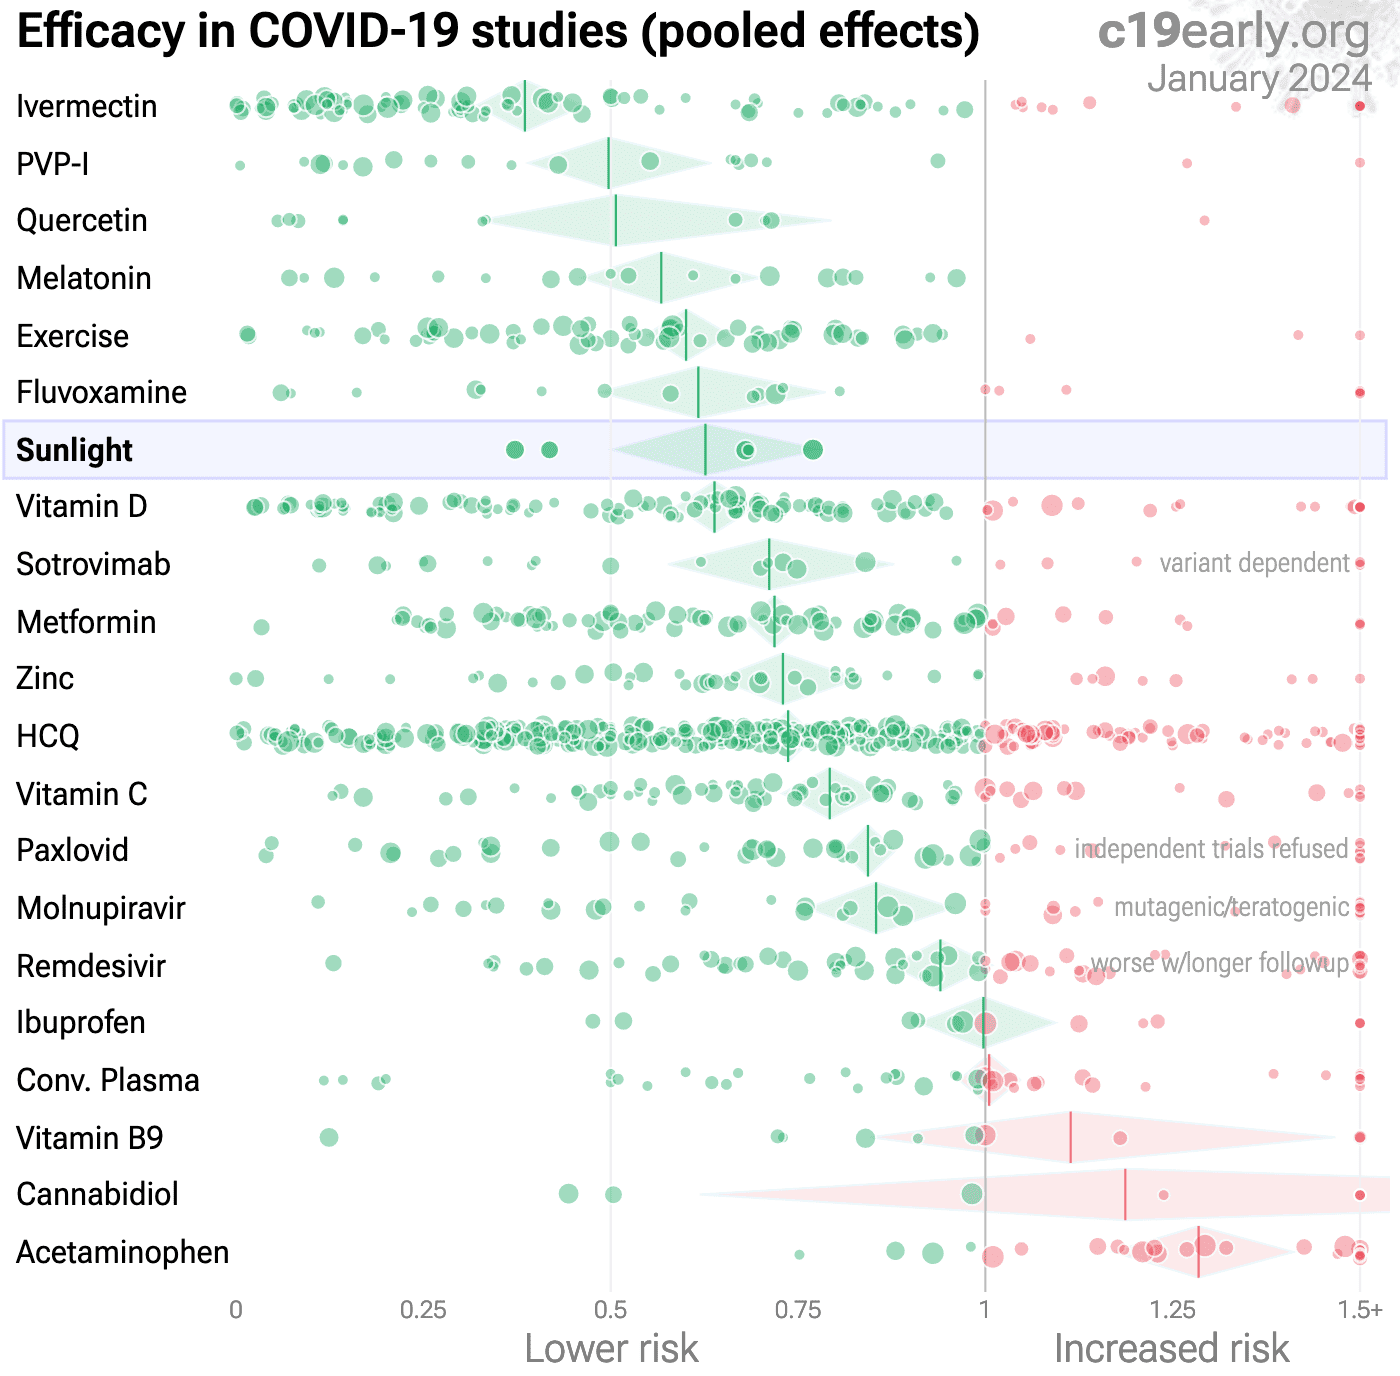 Efficacy in COVID-19 studies (pooled effects)
c19early.org
January 2024
Ivermectin
PVP-I
Quercetin
Melatonin
Exercise
Fluvoxamine
Sunlight
Vitamin D
Sotrovimab
variant dependent
Metformin
Zinc
HCQ
Vitamin C
Paxlovid
independent trials refused
Molnupiravir
mutagenic/teratogenic
Remdesivir
worse w/longer followup
Ibuprofen
Conv. Plasma
Vitamin B9
Cannabidiol
Acetaminophen
0 0.25 0.5 0.75 1 1.25 1.5+
Lower risk Increased risk